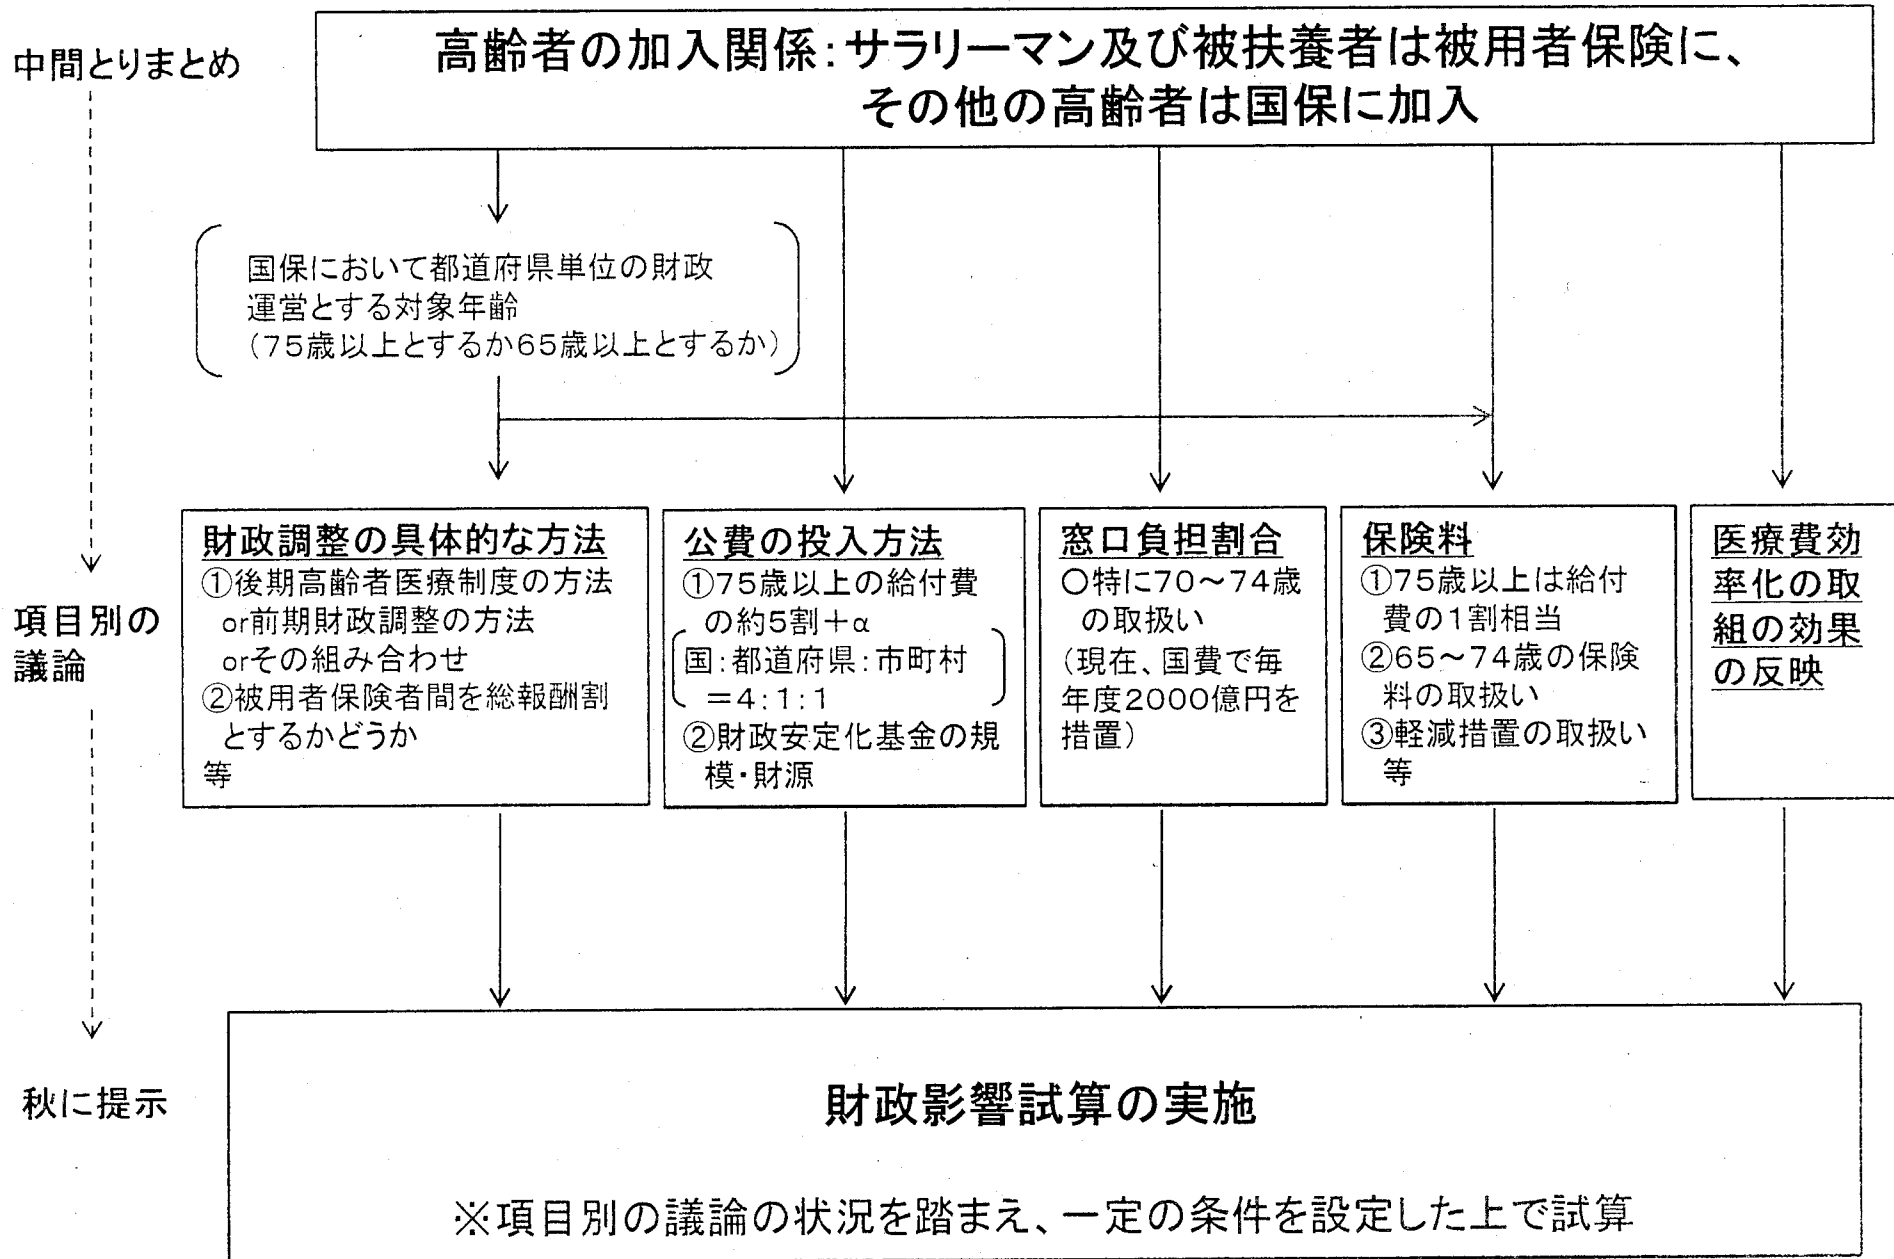 中間とりまとめ
高齢者の加入関係：サラリーマン及び被扶養者は被用者保険に、
その他の高齢者は国保に加入
国保において都道府県単位の財政
運営とする対象年齢
（75歳以上とするか65歳以上とするか）
項目別の
議論
財政調整の具体的な方法
①後期高齢者医療制度の方法
or前期財政調整の方法
orその組み合わせ
②被用者保険者間を総報酬割
とするかどうか
等
公費の投入方法
①75歳以上の給付費
の約5割＋α
国：都道府県：市町村
＝4：1：1
②財政安定化基金の規
模・財源
窓口負担割合
○特に70～74歳
の取扱い
（現在、国費で毎
年度2000億円を
措置）
保険料
①75歳以上は給付
費の1割相当
②65～74歳の保険
料の取扱い
③軽減措置の取扱い
等
医療費効
率化の取
組の効果
の反映
秋に提示
財政影響試算の実施
※項目別の議論の状況を踏まえ、一定の条件を設定した上で試算